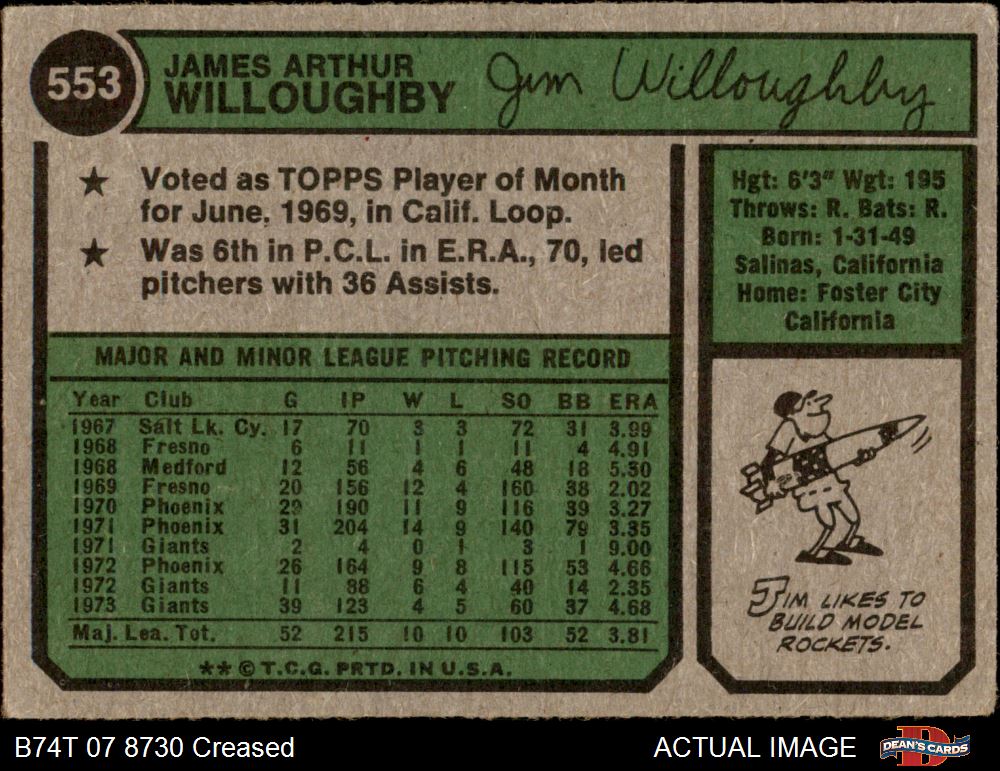 553
JAMES ARTHUR
WILLOUGHBY
Jim Willoughby
★ Voted as TOPPS Player of Month
for June, 1969, in Calif. Loop.
★ Was 6th in P.C.L. in E.R.A., 70, led
pitchers with 36 Assists.
Hgt: 6'3" Wgt: 195
Throws: R. Bats: R.
Born: 1-31-49
Salinas, California
Home: Foster City
California
MAJOR AND MINOR LEAGUE PITCHING RECORD
Year Club G IP W L SO BB ERA
1967 Salt Lk. Cy. 17 70 3 3 72 31 3.99
1968 Fresno 6 11 1 1 11 4 4.91
1968 Medford 12 56 4 6 48 18 5.30
1969 Fresno 20 156 12 4 160 38 2.02
1970 Phoenix 29 190 11 9 116 39 3.27
1971 Phoenix 31 204 14 9 140 79 3.35
1971 Giants 2 4 0 1 3 1 9.00
1972 Phoenix 26 164 9 8 115 53 4.66
1972 Giants 11 88 6 4 40 14 2.35
1973 Giants 39 123 4 5 60 37 4.68
Maj. Lea. Tot. 52 215 10 10 103 52 3.81
**©T.C.G. PRTD. IN U.S.A.
JIM LIKES TO
BUILD MODEL
ROCKETS.
B74T 07 8730 Creased
ACTUAL IMAGE
DEAN'S CARDS